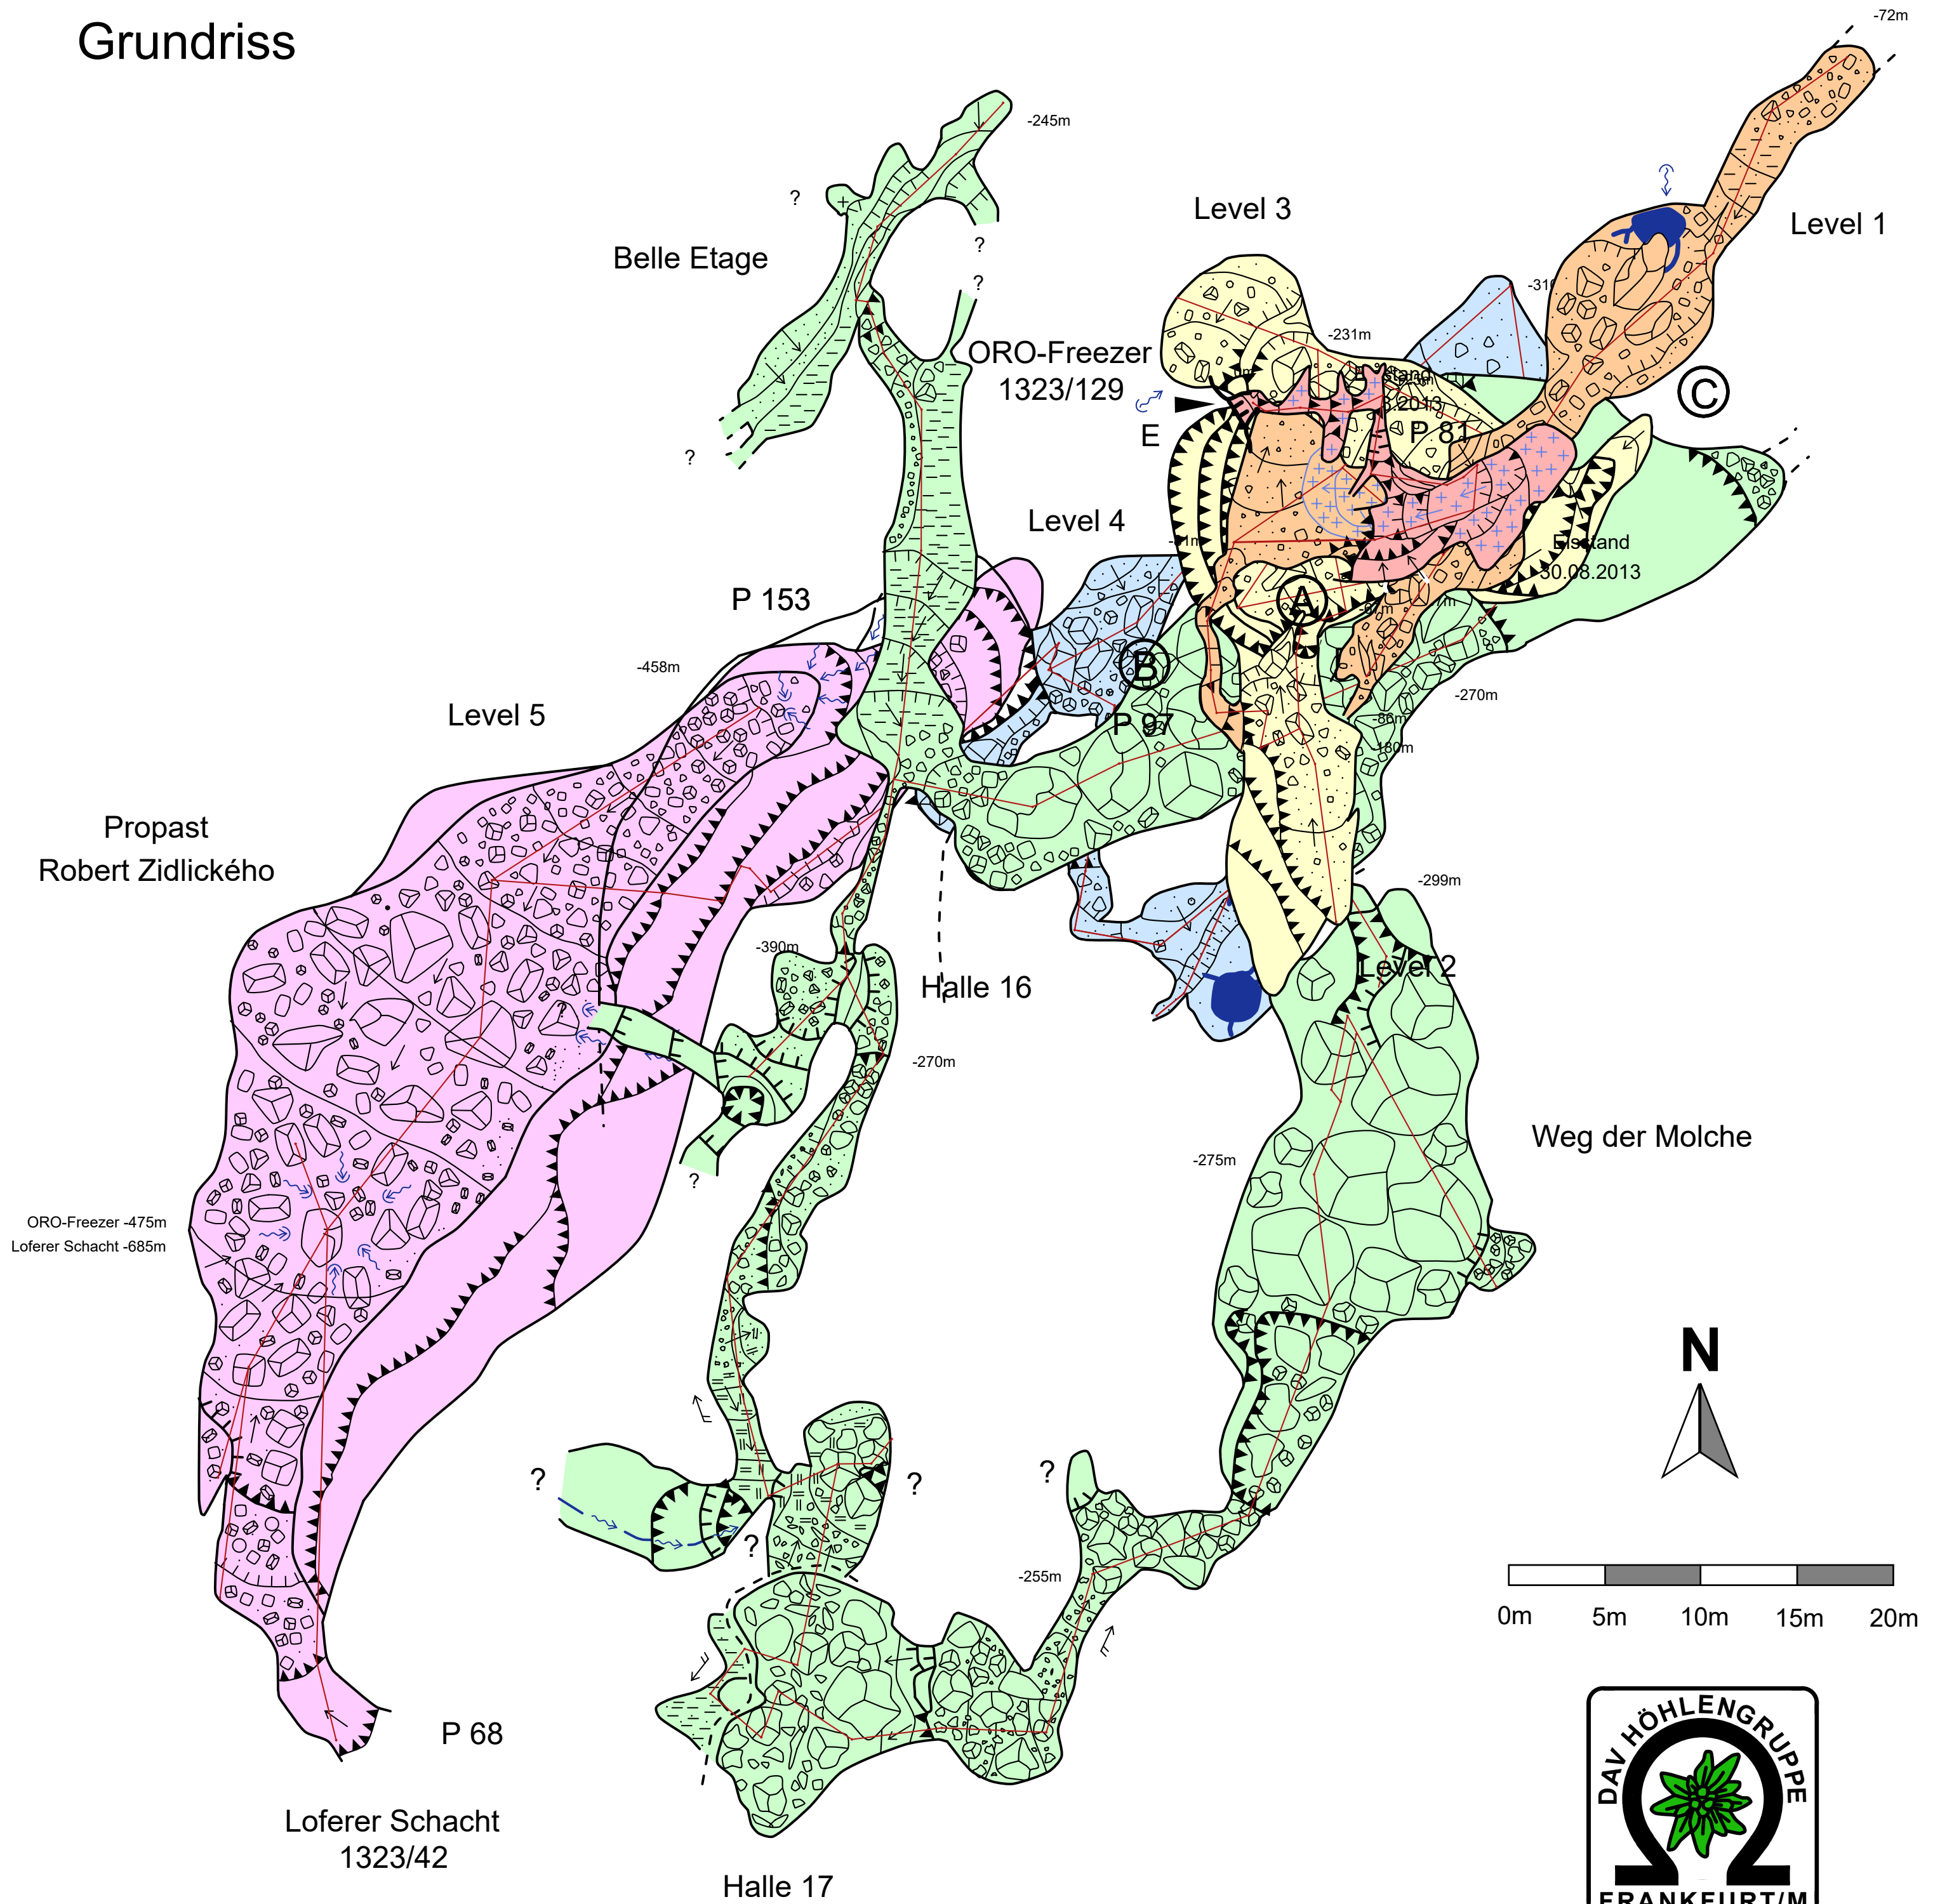 Grundriss
-72m
-245m
?
Level 3
Level 1
?
Belle Etage
?
-231m
ORO-Freezer
1323/129
C
E
P 81
?
Level 4
Eisstand
30.08.2013
P 153
A
-458m
B
-270m
Level 5
P 97
-86m
-180m
Propast
Robert Zidlického
-299m
-390m
Level 2
Halle 16
?
-270m
Weg der Molche
-275m
?
ORO-Freezer -475m
Loferer Schacht -685m
N
?
?
?
?
-255m
0m 5m 10m 15m 20m
P 68
DAV HÖHLENGRUPPE
Loferer Schacht
1323/42
Halle 17
FRANKFURT/M